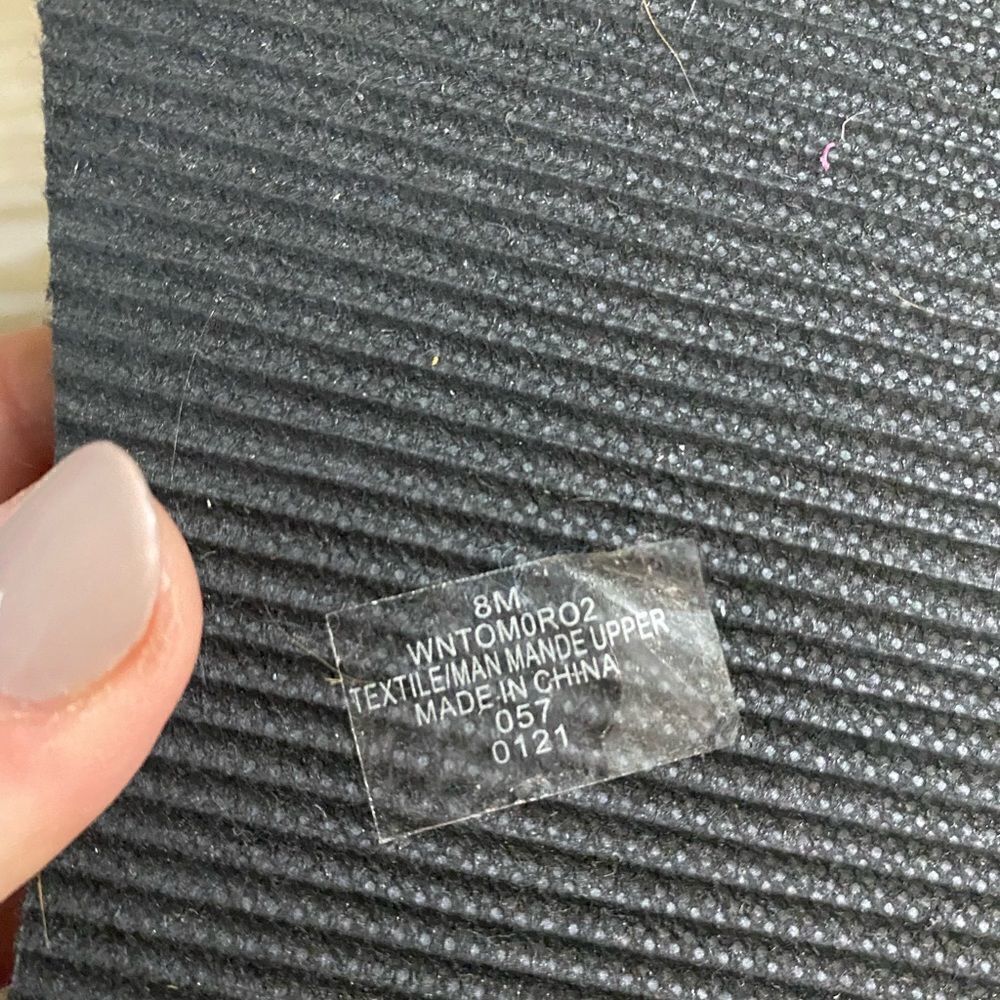 8M
WNTOM0RO2
TEXTILE/MAN MANDE UPPER
MADE IN CHINA
057
0121